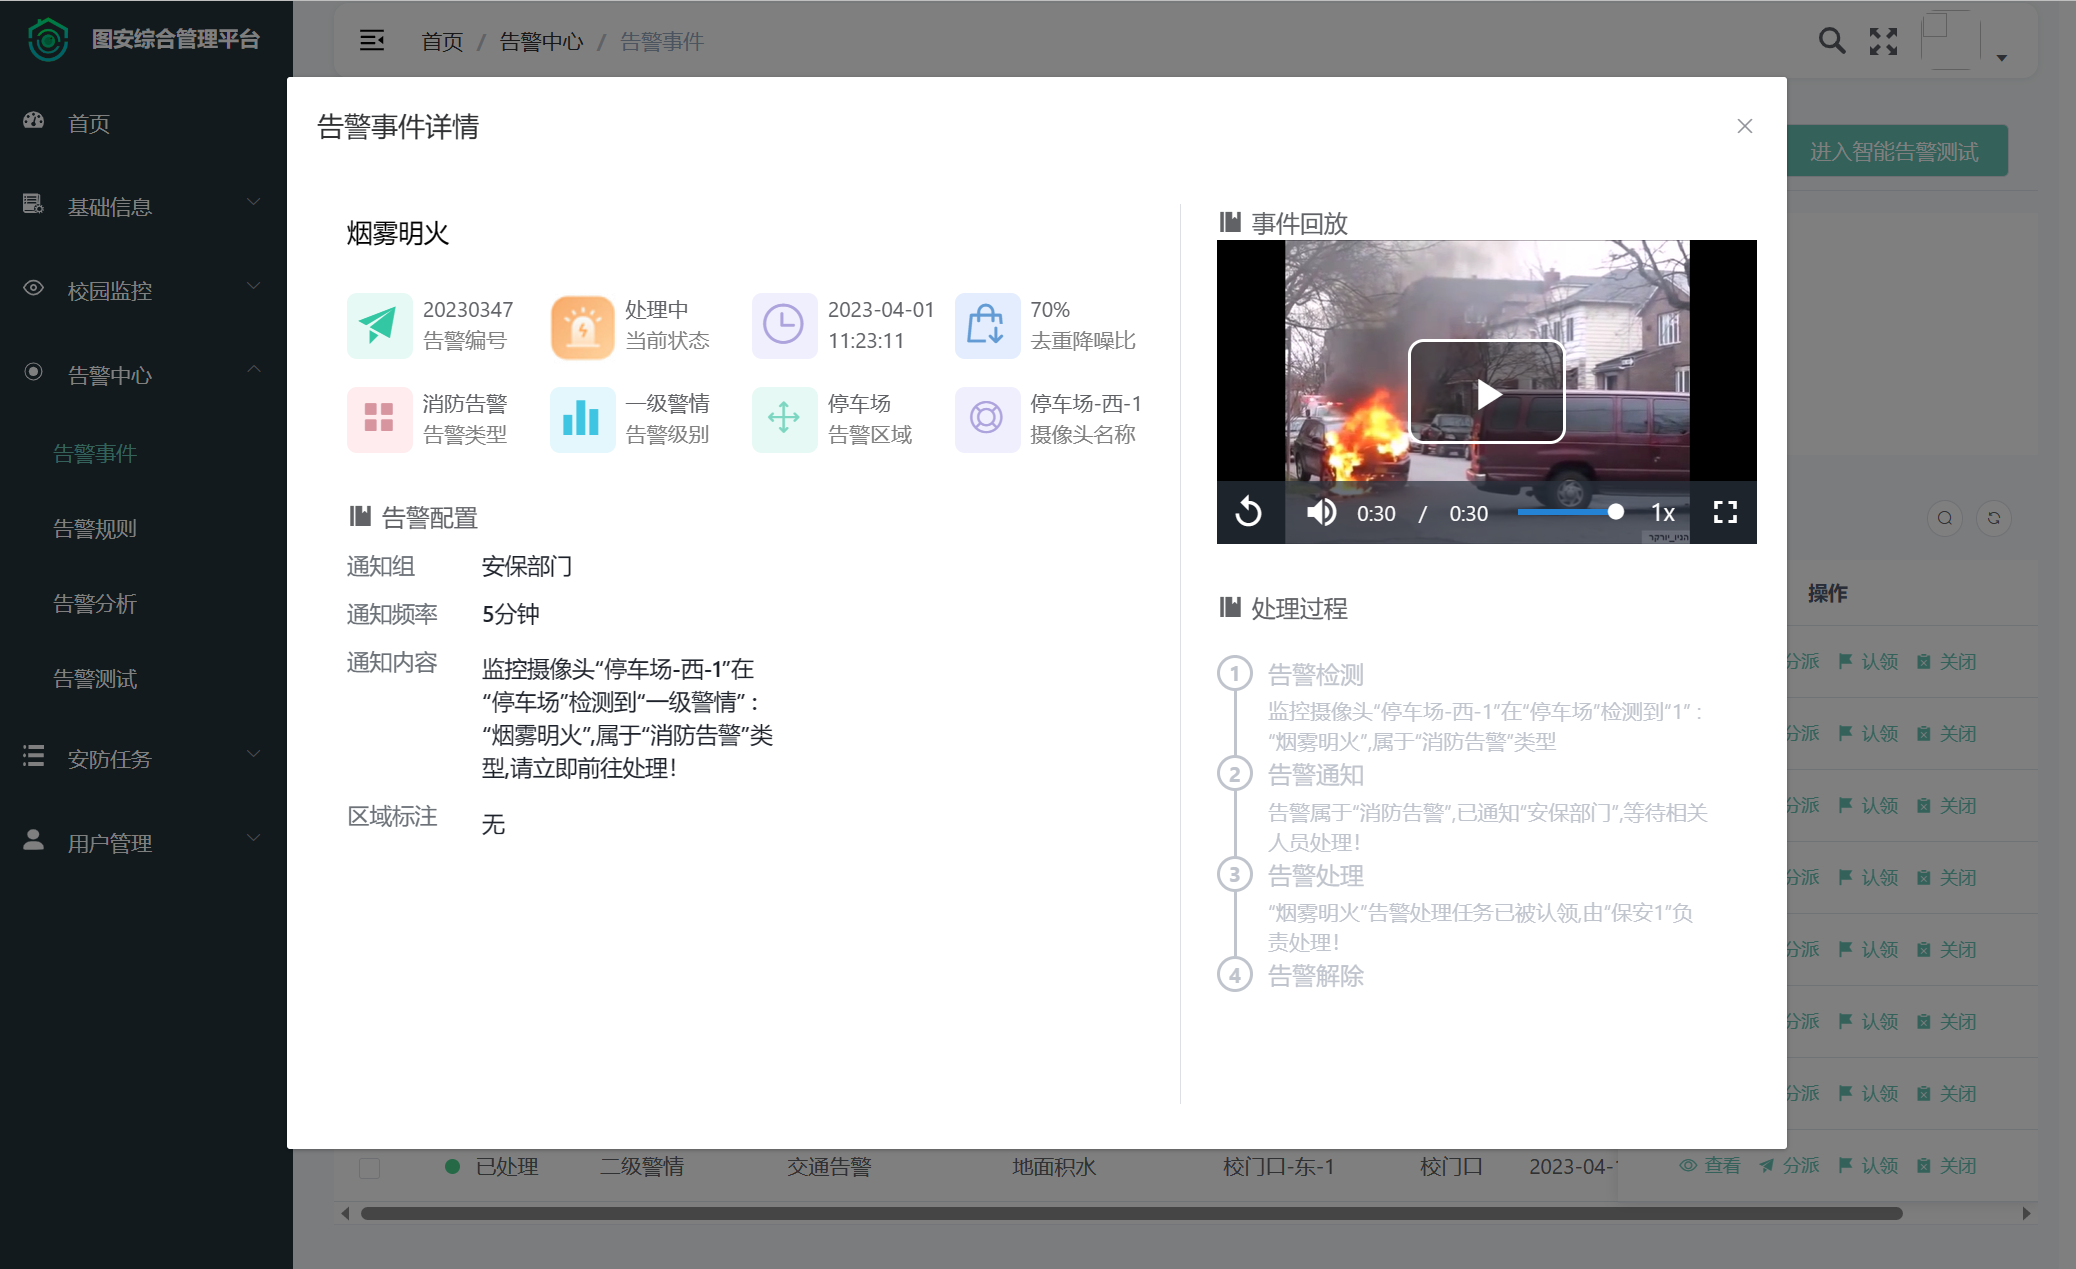 图安综合管理平台
首页
基础信息
校园监控
告警中心
告警事件
告警规则
告警分析
告警测试
安防任务
用户管理
首页 / 告警中心 / 告警事件
进入智能告警测试
告警事件详情
烟雾明火
20230347
告警编号
处理中
当前状态
2023-04-01
11:23:11
70%
去重降噪比
消防告警
告警类型
一级警情
告警级别
停车场
告警区域
停车场-西-1
摄像头名称
告警配置
通知组 安保部门
通知频率 5分钟
通知内容 监控摄像头“停车场-西-1”在
“停车场”检测到“一级警情”：
“烟雾明火”,属于“消防告警”类
型,请立即前往处理！
区域标注 无
事件回放
0:30 / 0:30 1x
הניו_יורקר
处理过程
1 告警检测
监控摄像头“停车场-西-1”在“停车场”检测到“1”：
“烟雾明火”,属于“消防告警”类型
2 告警通知
告警属于“消防告警”,已通知“安保部门”,等待相关
人员处理！
3 告警处理
“烟雾明火”告警处理任务已被认领,由“保安1”负
责处理！
4 告警解除
操作
分派 认领 关闭
分派 认领 关闭
分派 认领 关闭
分派 认领 关闭
分派 认领 关闭
分派 认领 关闭
分派 认领 关闭
已处理 二级警情 交通告警 地面积水 校门口-东-1 校门口 2023-04- 查看 分派 认领 关闭